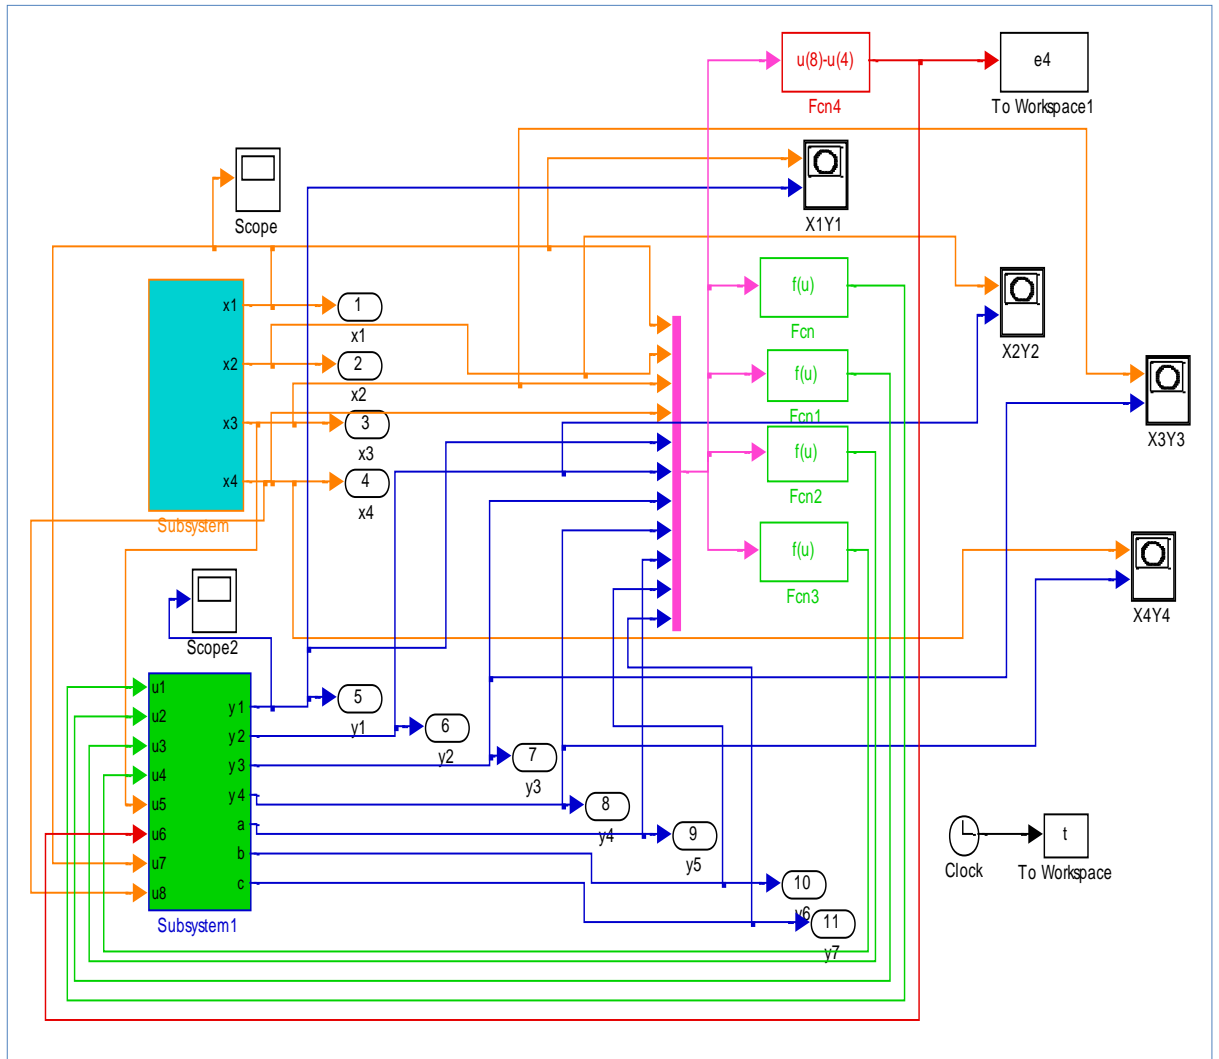 u(8)-u(4)
Fcn4
e4
To Workspace1
Scope
X1Y1
f(u)
Fcn
X2Y2
f(u)
Fcn1
X3Y3
f(u)
Fcn2
f(u)
Fcn3
X4Y4
x1
x2
x3
x4
Subsystem
1
x1
2
x2
3
x3
4
x4
Scope2
u1
u2
u3
u4
u5
u6
u7
u8
y1
y2
y3
y4
a
b
c
Subsystem1
5
y1
6
y2
7
y3
8
y4
9
y5
10
y6
11
y7
Clock
t
To Workspace